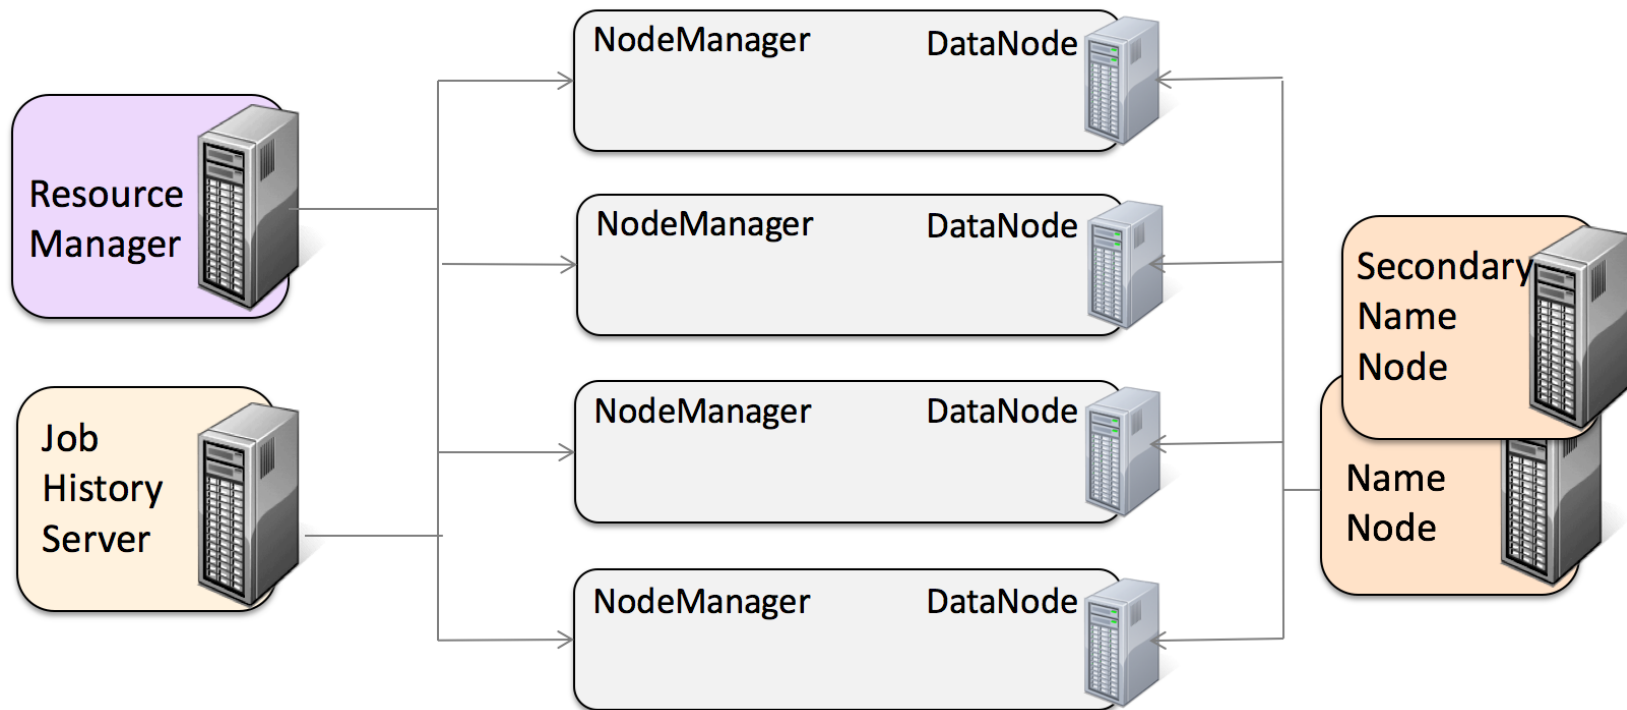 Resource
Manager
Job
History
Server
NodeManager DataNode
NodeManager DataNode
NodeManager DataNode
NodeManager DataNode
Secondary
Name
Node
Name
Node